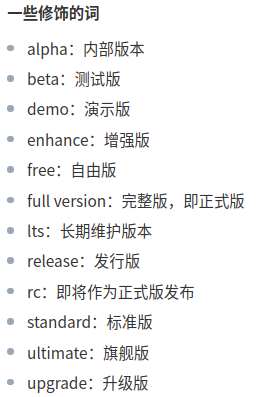 一些修饰的词
alpha：内部版本
beta：测试版
demo：演示版
enhance：增强版
free：自由版
full version：完整版，即正式版
lts：长期维护版本
release：发行版
rc：即将作为正式版发布
standard：标准版
ultimate：旗舰版
upgrade：升级版